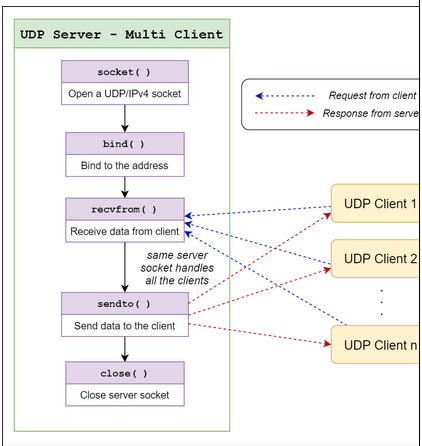 UDP Server - Multi Client
socket( )
Open a UDP/IPv4 socket
bind( )
Bind to the address
recvfrom( )
Receive data from client
same server
socket handles
all the clients
sendto( )
Send data to the client
close( )
Close server socket
Request from client
Response from serve
UDP Client 1
UDP Client 2
.
.
.
UDP Client n